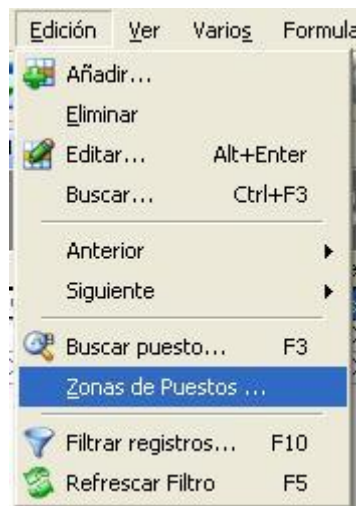 Edición Ver Varios Formula
Añadir...
Eliminar
Editar... Alt+Enter
Buscar... Ctrl+F3
Anterior
Siguiente
Buscar puesto... F3
Zonas de Puestos ...
Filtrar registros... F10
Refrescar Filtro F5